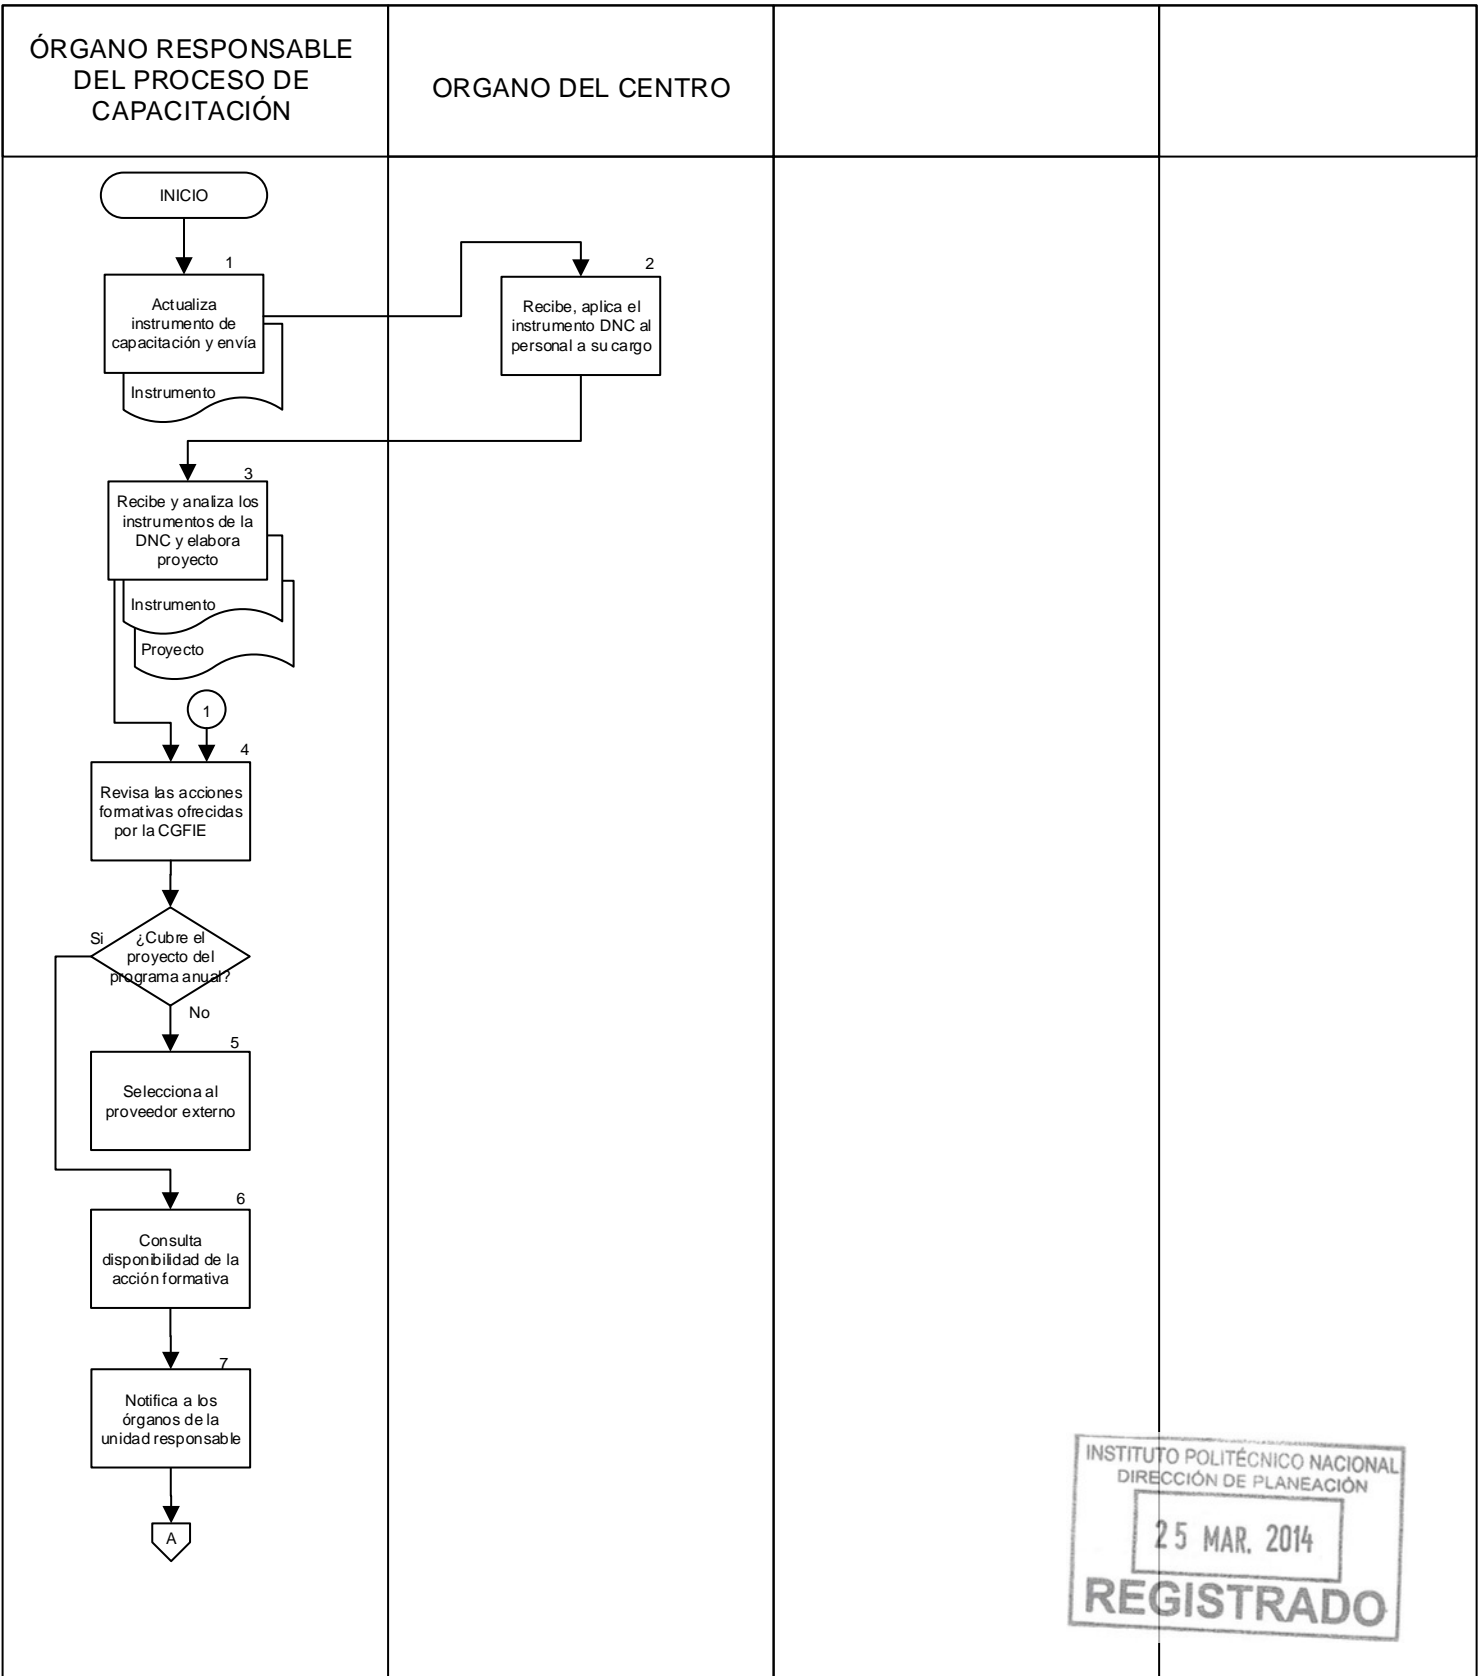 ÓRGANO RESPONSABLE
DEL PROCESO DE
CAPACITACIÓN
ORGANO DEL CENTRO
INICIO
1
Actualiza
instrumento de
capacitación y envía
Instrumento
2
Recibe, aplica el
instrumento DNC al
personal a su cargo
3
Recibe y analiza los
instrumentos de la
DNC y elabora
proyecto
Instrumento
Proyecto
1
4
Revisa las acciones
formativas ofrecidas
por la CGFIE
Si
¿Cubre el
proyecto del
programa anual?
No
5
Selecciona al
proveedor externo
6
Consulta
disponibilidad de la
acción formativa
7
Notifica a los
órganos de la
unidad responsable
A
INSTITUTO POLITÉCNICO NACIONAL
DIRECCIÓN DE PLANEACIÓN
25 MAR. 2014
REGISTRADO